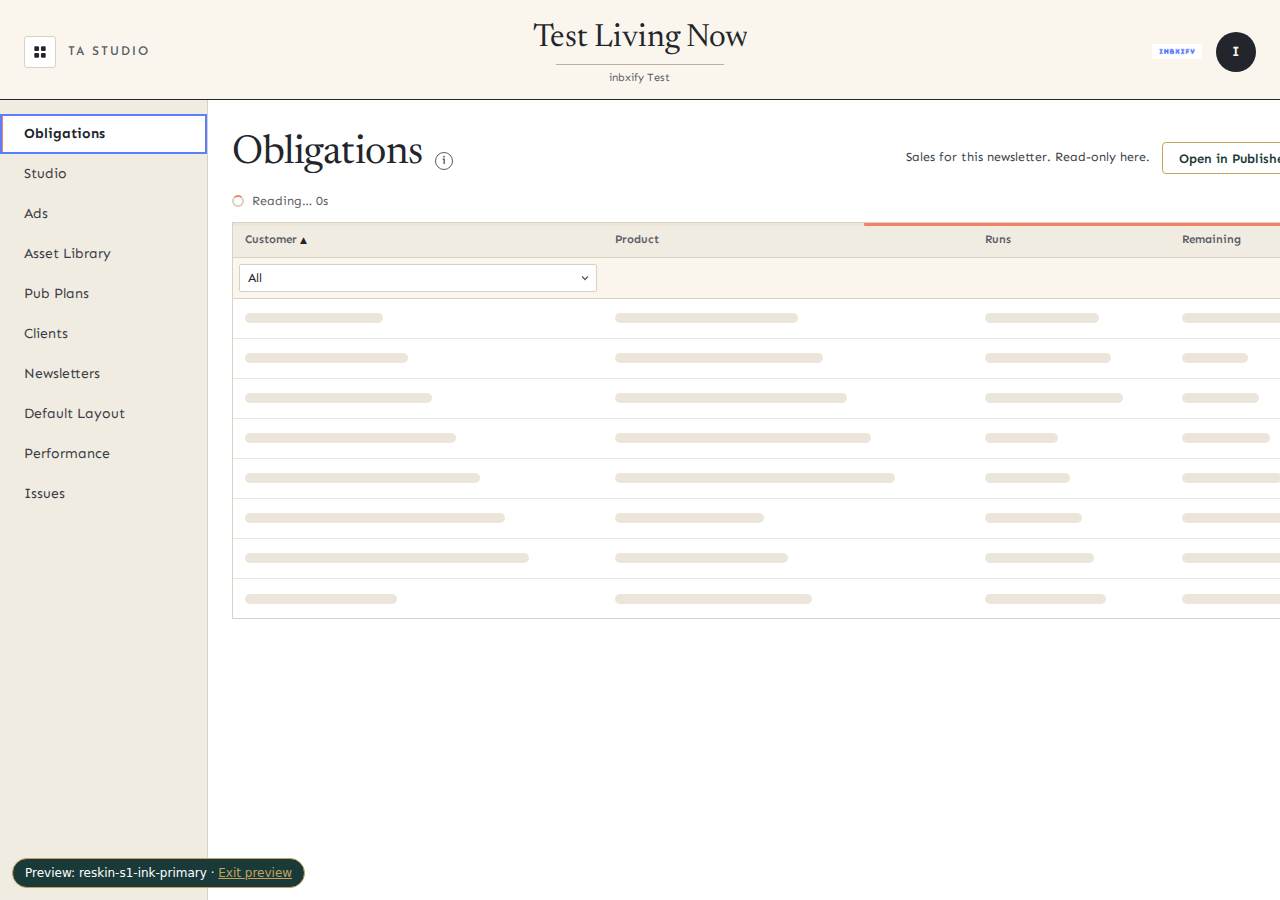 TA STUDIO
Test Living Now
inbxify Test
INBXIFY
I
Obligations
Studio
Ads
Asset Library
Pub Plans
Clients
Newsletters
Default Layout
Performance
Issues
Obligations
i
Sales for this newsletter. Read-only here.
Open in Publishe
Reading... 0s
Customer ▲ Product Runs Remaining
All
Preview: reskin-s1-ink-primary · Exit preview